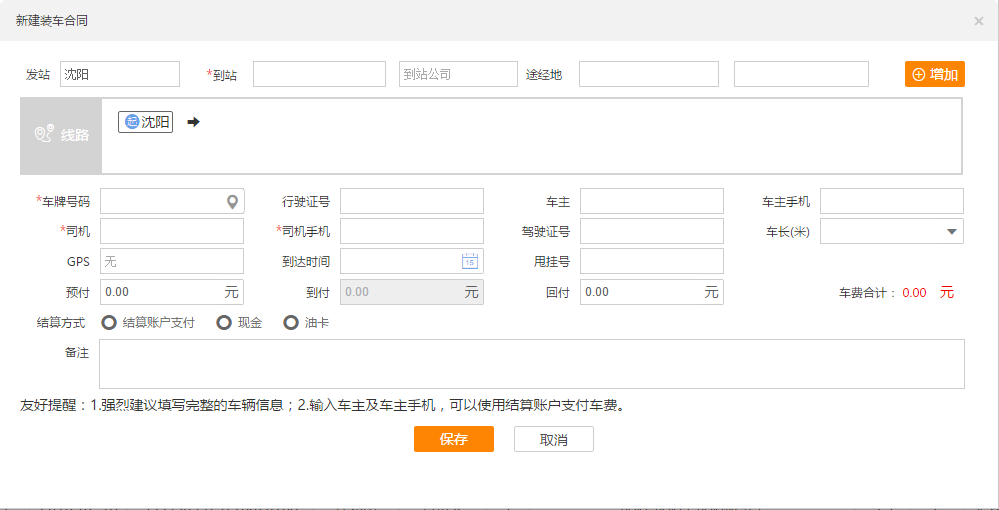 新建装车合同 ×
发站 沈阳 *到站 到站公司 途经地 增加
线路 起 沈阳
*车牌号码 行驶证号 车主 车主手机
*司机 *司机手机 驾驶证号 车长(米)
GPS 无 到达时间 15 甩挂号
预付 0.00 元 到付 0.00 元 回付 0.00 元 车费合计：0.00 元
结算方式 结算账户支付 现金 油卡
备注
友好提醒：1.强烈建议填写完整的车辆信息；2.输入车主及车主手机，可以使用结算账户支付车费。
保存 取消